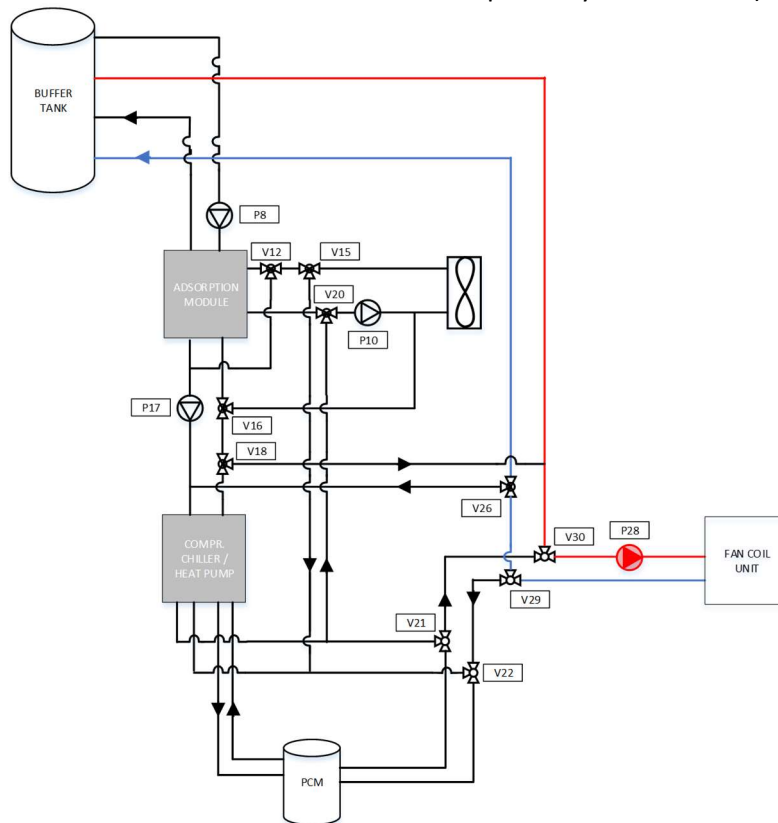 BUFFER
TANK
P8
V12
V15
ADSORPTION
MODULE
V20
P10
P17
V16
V18
V26
V30
P28
FAN COIL
UNIT
COMPR.
CHILLER /
HEAT PUMP
V29
V21
V22
PCM